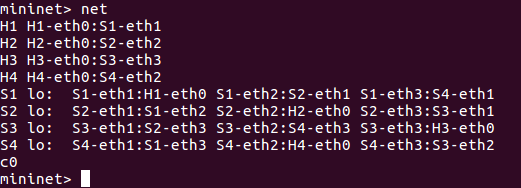 mininet> net
H1 H1-eth0:S1-eth1
H2 H2-eth0:S2-eth2
H3 H3-eth0:S3-eth3
H4 H4-eth0:S4-eth2
S1 lo:  S1-eth1:H1-eth0 S1-eth2:S2-eth1 S1-eth3:S4-eth1
S2 lo:  S2-eth1:S1-eth2 S2-eth2:H2-eth0 S2-eth3:S3-eth1
S3 lo:  S3-eth1:S2-eth3 S3-eth2:S4-eth3 S3-eth3:H3-eth0
S4 lo:  S4-eth1:S1-eth3 S4-eth2:H4-eth0 S4-eth3:S3-eth2
c0
mininet>